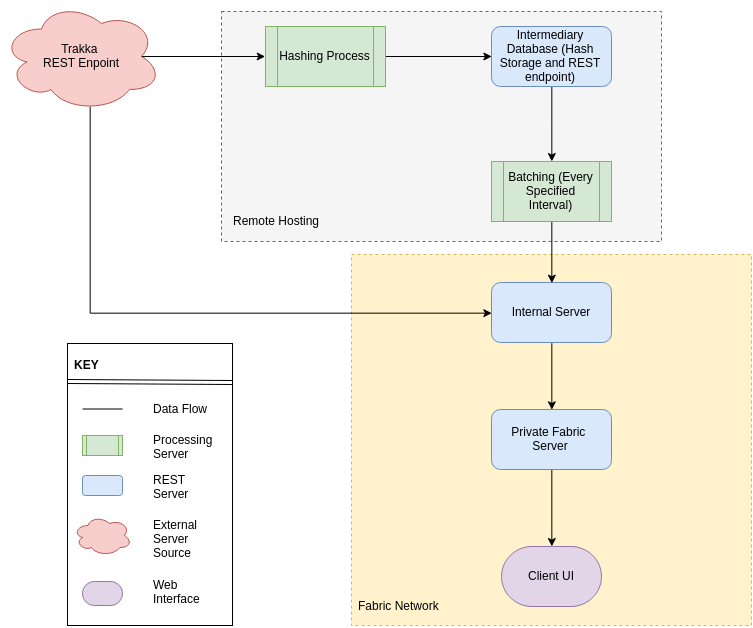 Trakka
REST Enpoint
Hashing Process
Intermediary
Database (Hash
Storage and REST
endpoint)
Batching (Every
Specified
Interval)
Remote Hosting
Internal Server
Private Fabric
Server
Client UI
Fabric Network
KEY
Data Flow
Processing
Server
REST
Server
External
Server
Source
Web
Interface